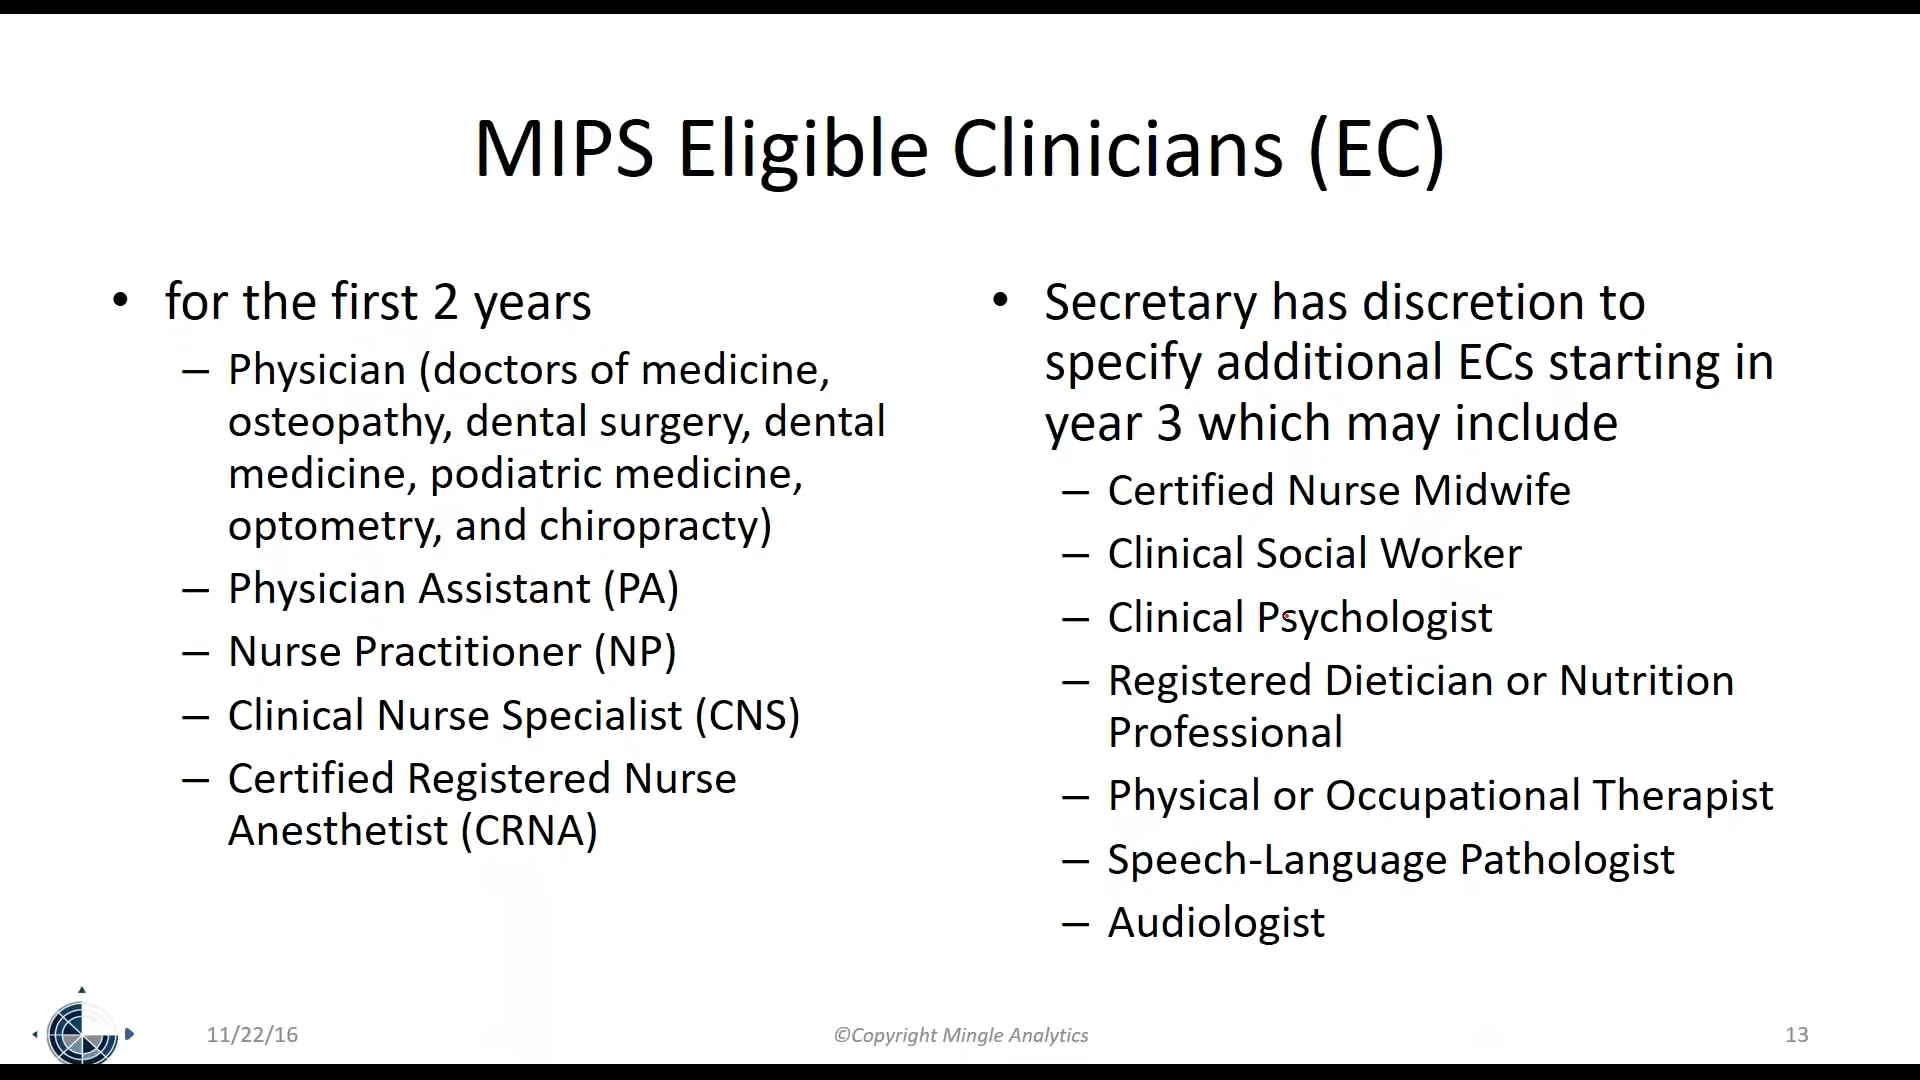 MIPS Eligible Clinicians (EC)
• for the first 2 years
– Physician (doctors of medicine,
osteopathy, dental surgery, dental
medicine, podiatric medicine,
optometry, and chiropracty)
– Physician Assistant (PA)
– Nurse Practitioner (NP)
– Clinical Nurse Specialist (CNS)
– Certified Registered Nurse
Anesthetist (CRNA)
• Secretary has discretion to
specify additional ECs starting in
year 3 which may include
– Certified Nurse Midwife
– Clinical Social Worker
– Clinical Psychologist
– Registered Dietician or Nutrition
Professional
– Physical or Occupational Therapist
– Speech-Language Pathologist
– Audiologist
11/22/16
©Copyright Mingle Analytics
13